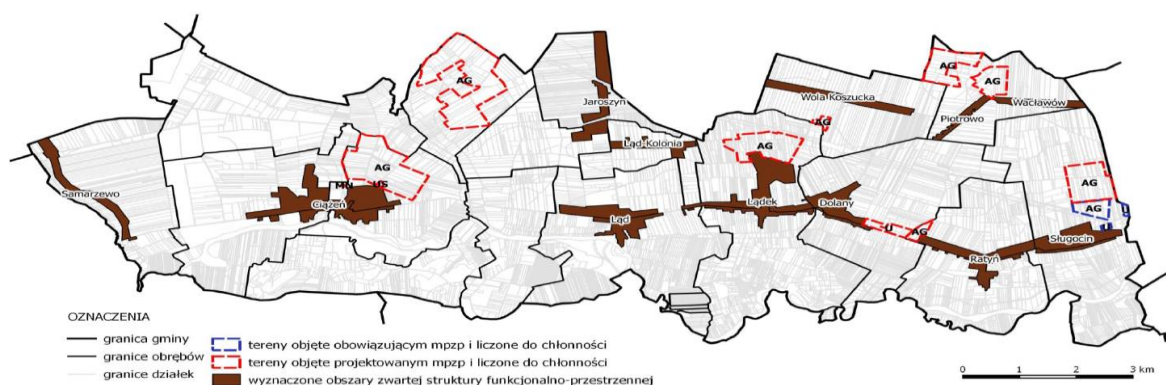 AG
AG
AG
Jaroszyn
Wola Koszucka
Wacławów
AG
Piotrowo
Ląd-Kolonia
AG
AG
AG
Samarzewo
MN
US
Ciążeń
Ląd
Lądek
Dolany
AG
U
U
AG
U
Sługocin
Ratyń
OZNACZENIA
granica gminy
granice obrębów
granice działek
tereny objęte obowiązującym mpzp i liczone do chłonności
tereny objęte projektowanym mpzp i liczone do chłonności
wyznaczone obszary zwartej struktury funkcjonalno-przestrzennej
0 1 2 3 km